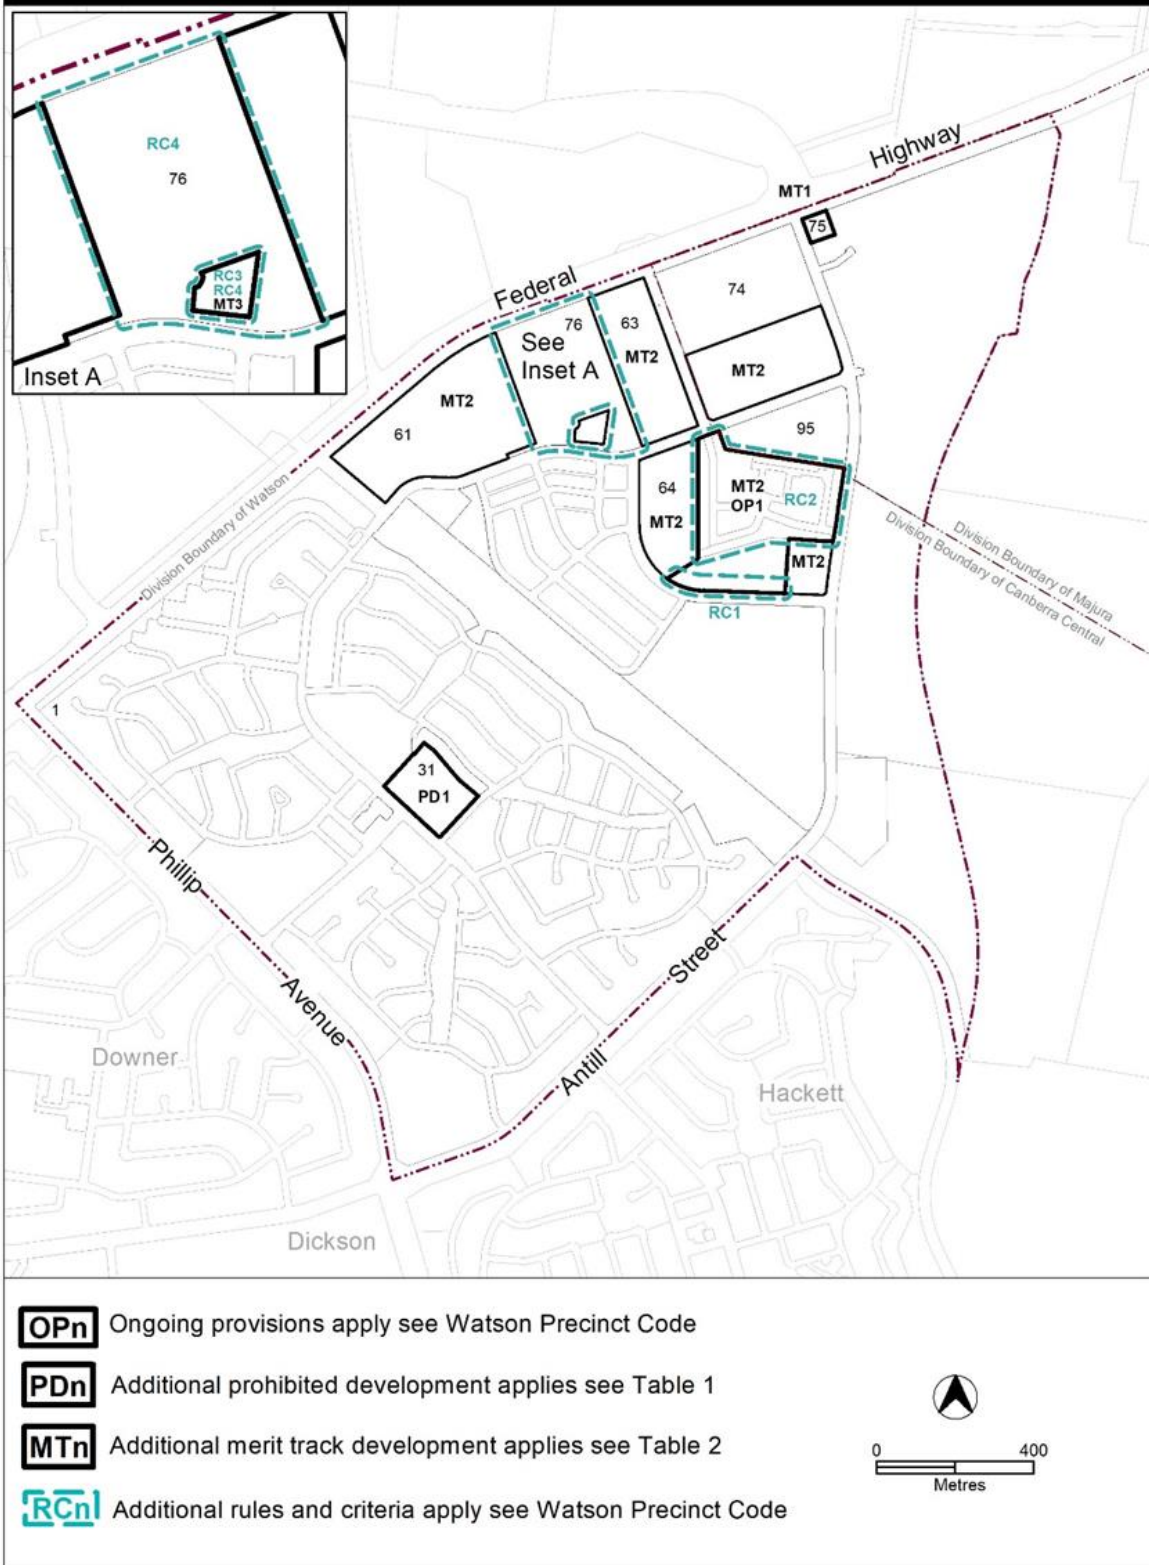 RC4
76
RC3
RC4
MT3
Inset A
Highway
MT1
75
Federal
74
76
63
See
Inset A
MT2
MT2
MT2
61
95
64
MT2
OP1
RC2
MT2
MT2
RC1
Division Boundary of Watson
Division Boundary of Majura
Division Boundary of Canberra Central
1
31
PD1
Phillip
Avenue
Street
Antill
Downer
Hackett
Dickson
OPn Ongoing provisions apply see Watson Precinct Code
PDn Additional prohibited development applies see Table 1
MTn Additional merit track development applies see Table 2
RCn Additional rules and criteria apply see Watson Precinct Code
0 400
Metres